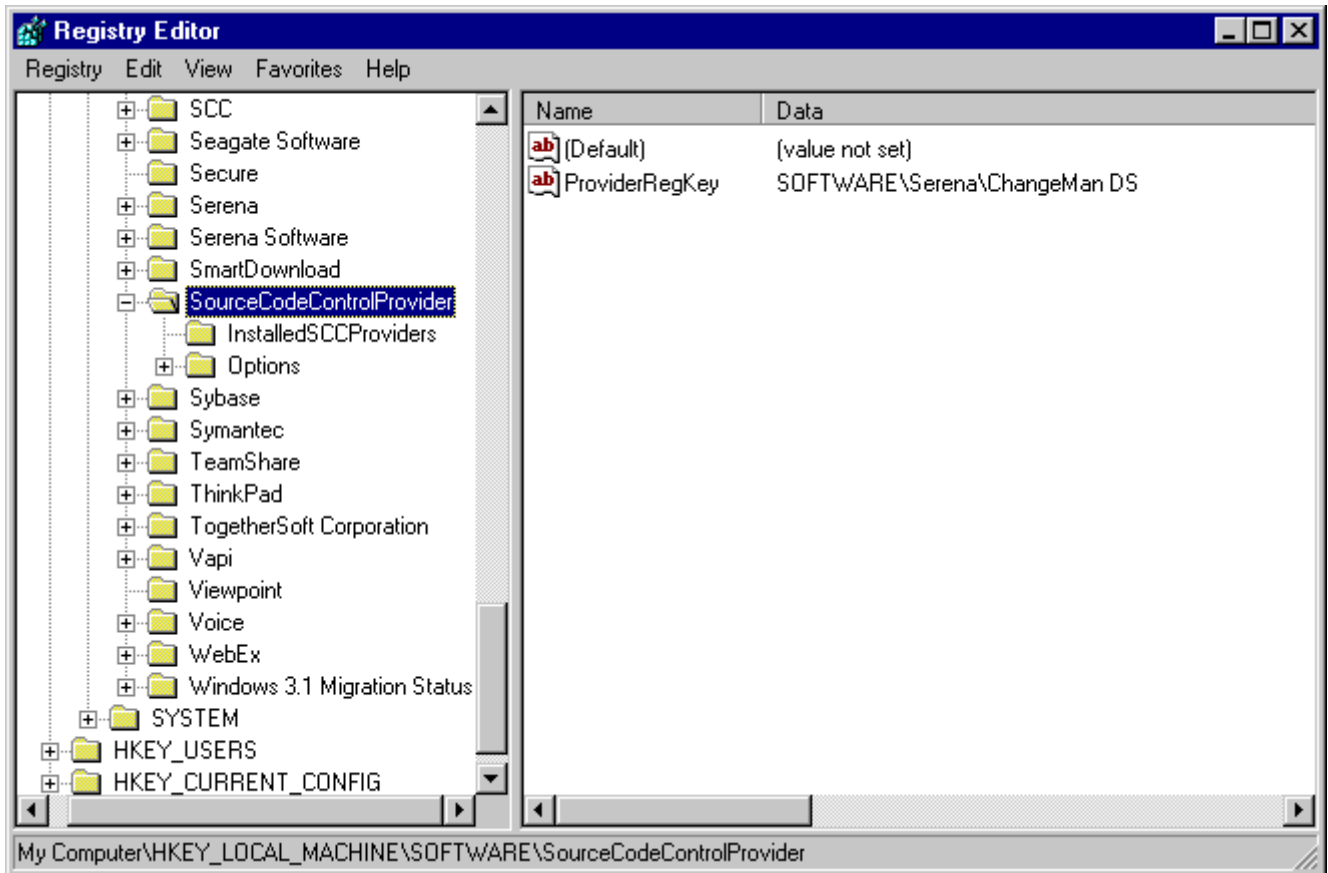 Registry Editor
Registry Edit View Favorites Help
SCC
Seagate Software
Secure
Serena
Serena Software
SmartDownload
SourceCodeControlProvider
InstalledSCCProviders
Options
Sybase
Symantec
TeamShare
ThinkPad
TogetherSoft Corporation
Vapi
Viewpoint
Voice
WebEx
Windows 3.1 Migration Status
SYSTEM
HKEY_USERS
HKEY_CURRENT_CONFIG
Name Data
ab (Default) (value not set)
ab ProviderRegKey SOFTWARE\Serena\ChangeMan DS
My Computer\HKEY_LOCAL_MACHINE\SOFTWARE\SourceCodeControlProvider